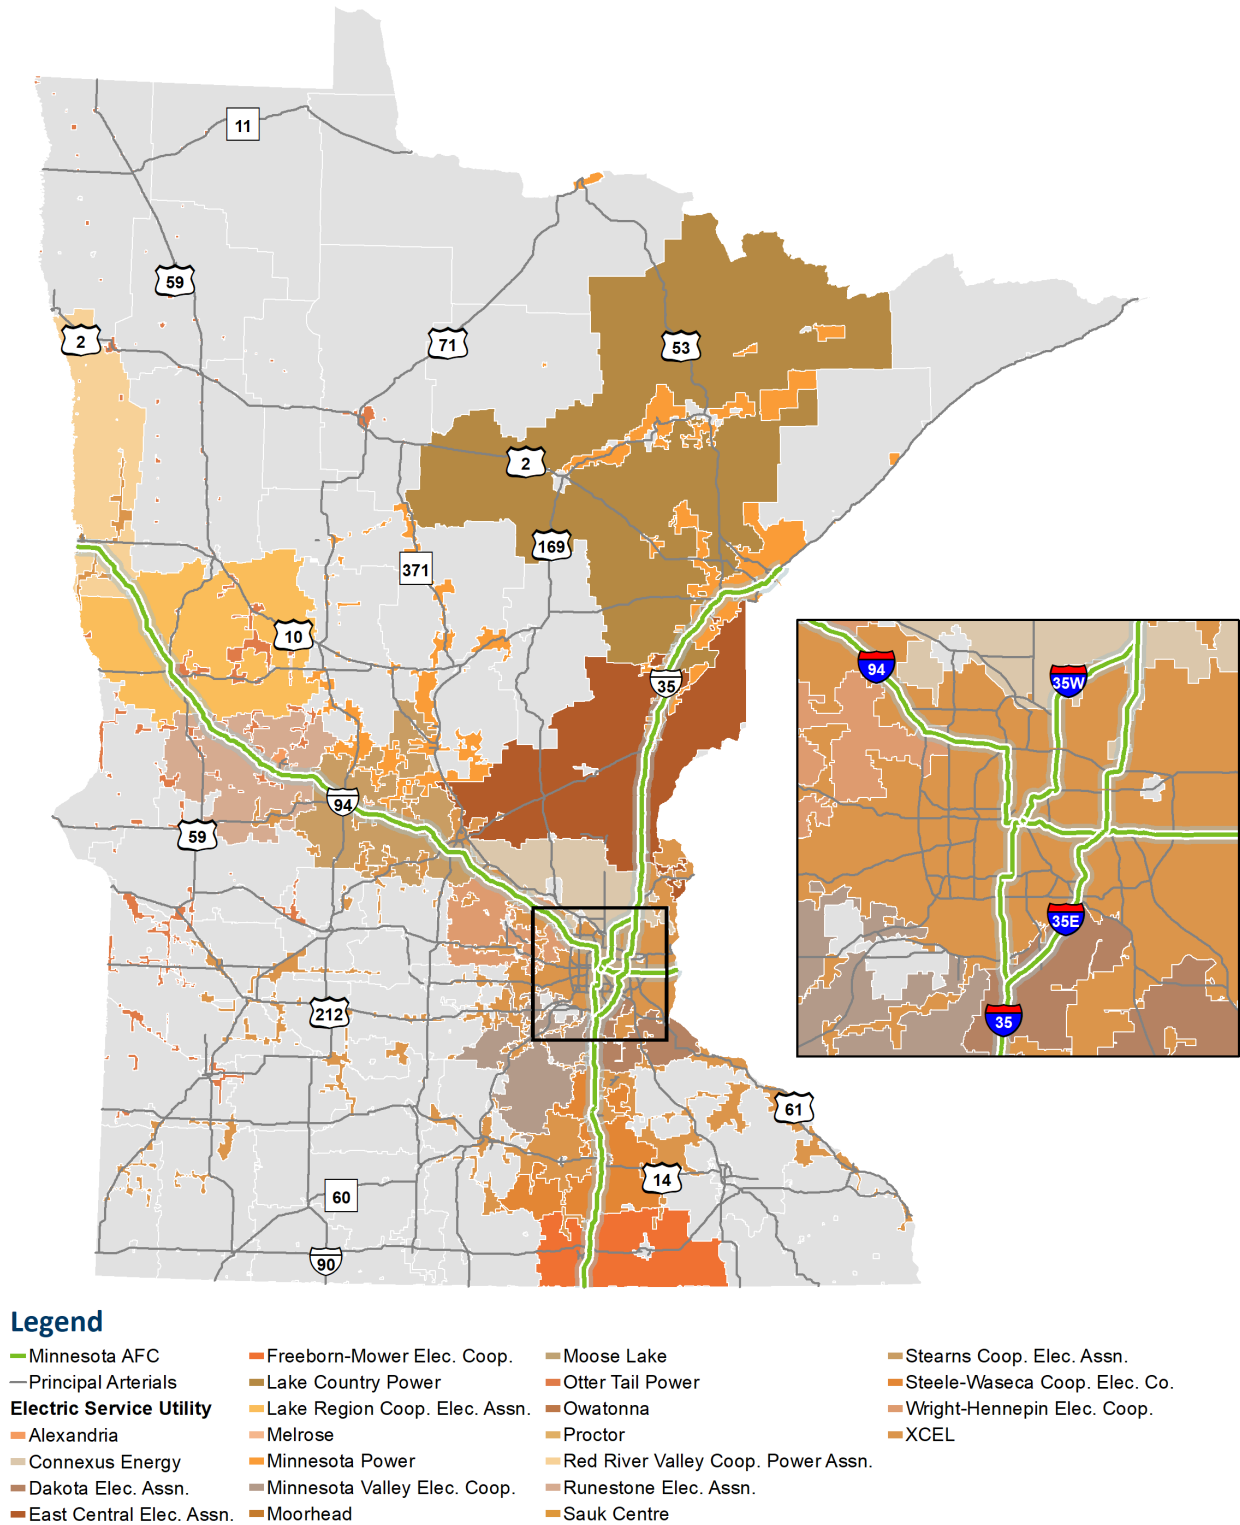 11
59
2
71
53
2
169
371
10
35
94
35W
94
59
35E
212
35
61
14
60
90
Legend
Minnesota AFC
Principal Arterials
Electric Service Utility
Alexandria
Connexus Energy
Dakota Elec. Assn.
East Central Elec. Assn.
Freeborn-Mower Elec. Coop.
Lake Country Power
Lake Region Coop. Elec. Assn.
Melrose
Minnesota Power
Minnesota Valley Elec. Coop.
Moorhead
Moose Lake
Otter Tail Power
Owatonna
Proctor
Red River Valley Coop. Power Assn.
Runestone Elec. Assn.
Sauk Centre
Stearns Coop. Elec. Assn.
Steele-Waseca Coop. Elec. Co.
Wright-Hennepin Elec. Coop.
XCEL